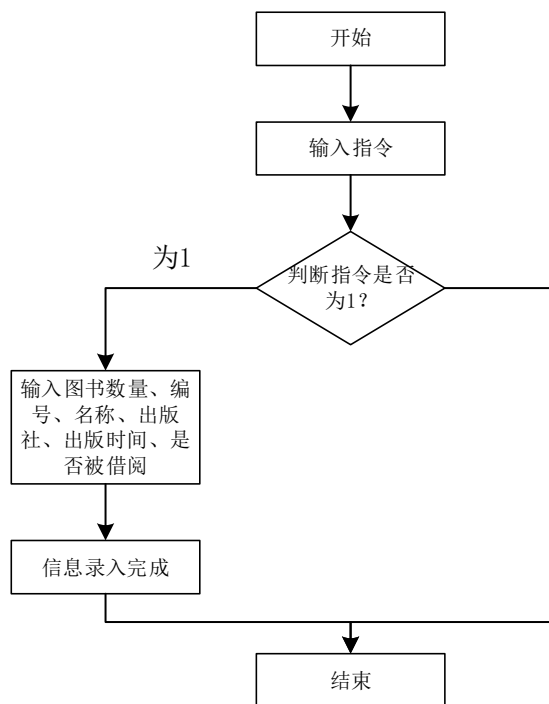 开始
输入指令
为1
判断指令是否
为1？
输入图书数量、编
号、名称、出版
社、出版时间、是
否被借阅
信息录入完成
结束